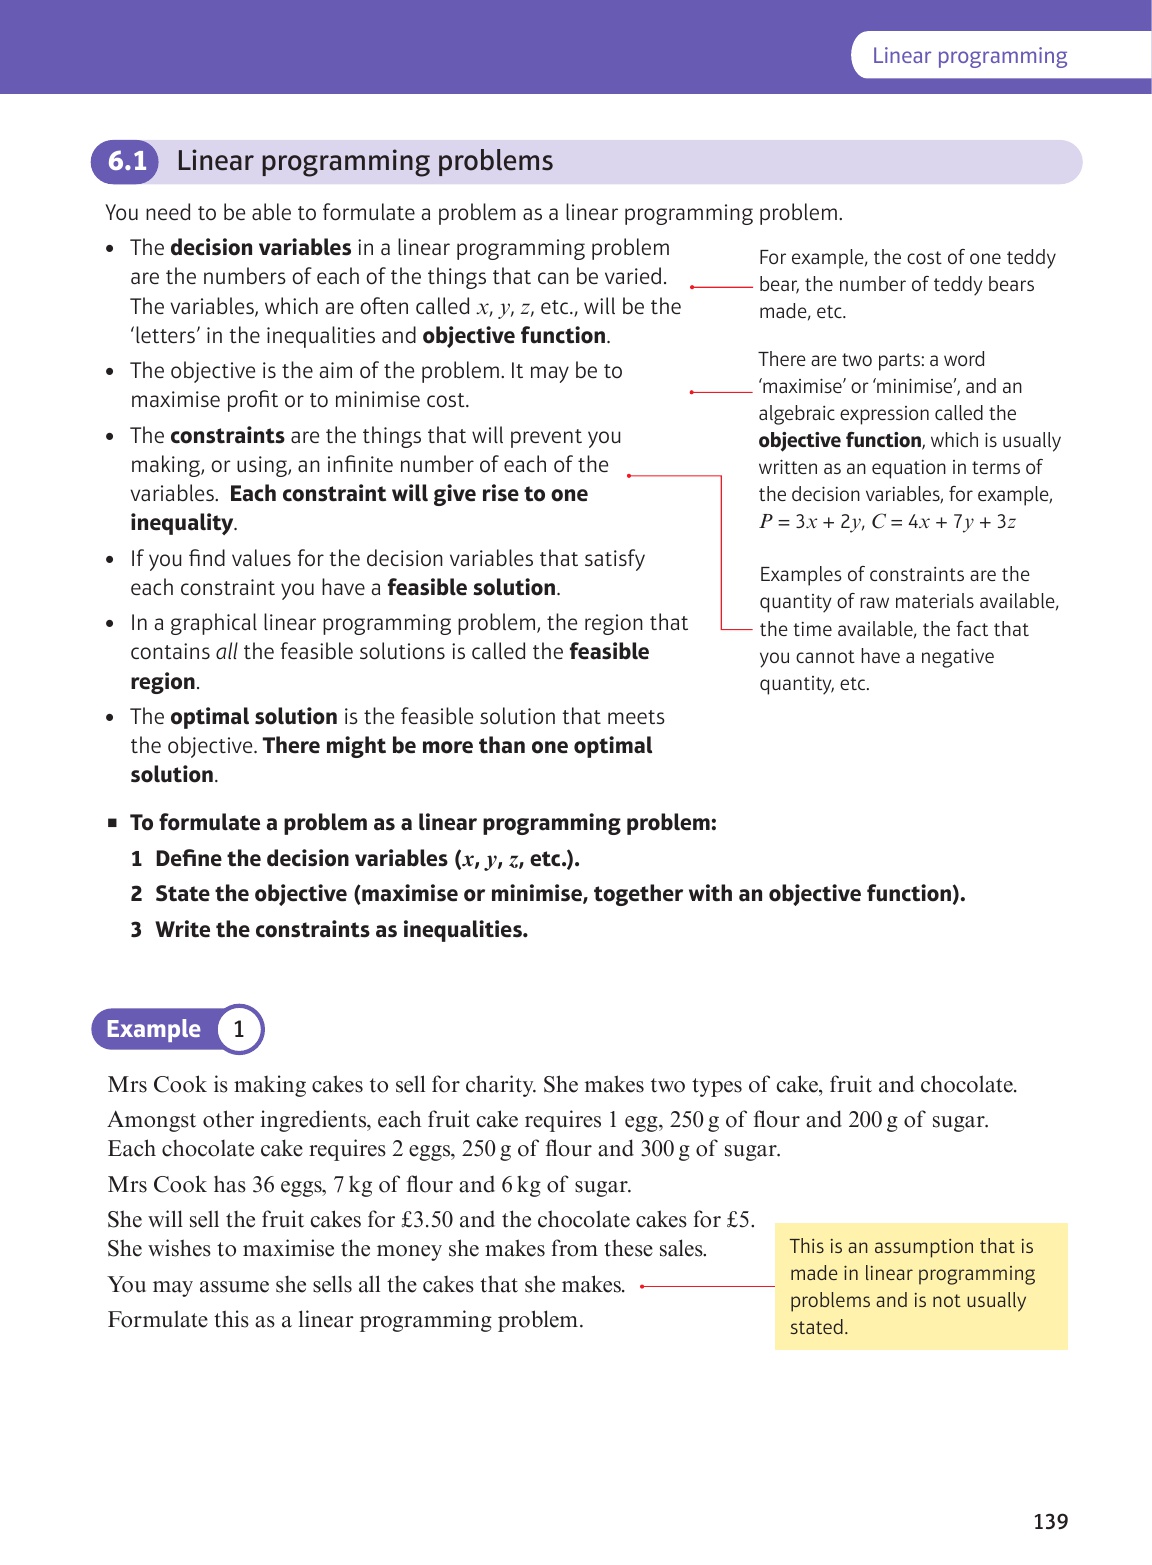 Linear programming
6.1 Linear programming problems
You need to be able to formulate a problem as a linear programming problem.
• The decision variables in a linear programming problem
are the numbers of each of the things that can be varied.
The variables, which are often called x, y, z, etc., will be the
‘letters’ in the inequalities and objective function.
For example, the cost of one teddy
bear, the number of teddy bears
made, etc.
• The objective is the aim of the problem. It may be to
maximise profit or to minimise cost.
There are two parts: a word
‘maximise’ or ‘minimise’, and an
algebraic expression called the
objective function, which is usually
written as an equation in terms of
the decision variables, for example,
P = 3x + 2y, C = 4x + 7y + 3z
• The constraints are the things that will prevent you
making, or using, an infinite number of each of the
variables. Each constraint will give rise to one
inequality.
Examples of constraints are the
quantity of raw materials available,
the time available, the fact that
you cannot have a negative
quantity, etc.
• If you find values for the decision variables that satisfy
each constraint you have a feasible solution.
• In a graphical linear programming problem, the region that
contains all the feasible solutions is called the feasible
region.
• The optimal solution is the feasible solution that meets
the objective. There might be more than one optimal
solution.
■ To formulate a problem as a linear programming problem:
1 Define the decision variables (x, y, z, etc.).
2 State the objective (maximise or minimise, together with an objective function).
3 Write the constraints as inequalities.
Example 1
Mrs Cook is making cakes to sell for charity. She makes two types of cake, fruit and chocolate.
Amongst other ingredients, each fruit cake requires 1 egg, 250 g of flour and 200 g of sugar.
Each chocolate cake requires 2 eggs, 250 g of flour and 300 g of sugar.
Mrs Cook has 36 eggs, 7 kg of flour and 6 kg of sugar.
She will sell the fruit cakes for £3.50 and the chocolate cakes for £5.
She wishes to maximise the money she makes from these sales.
You may assume she sells all the cakes that she makes.
Formulate this as a linear programming problem.
This is an assumption that is
made in linear programming
problems and is not usually
stated.
139